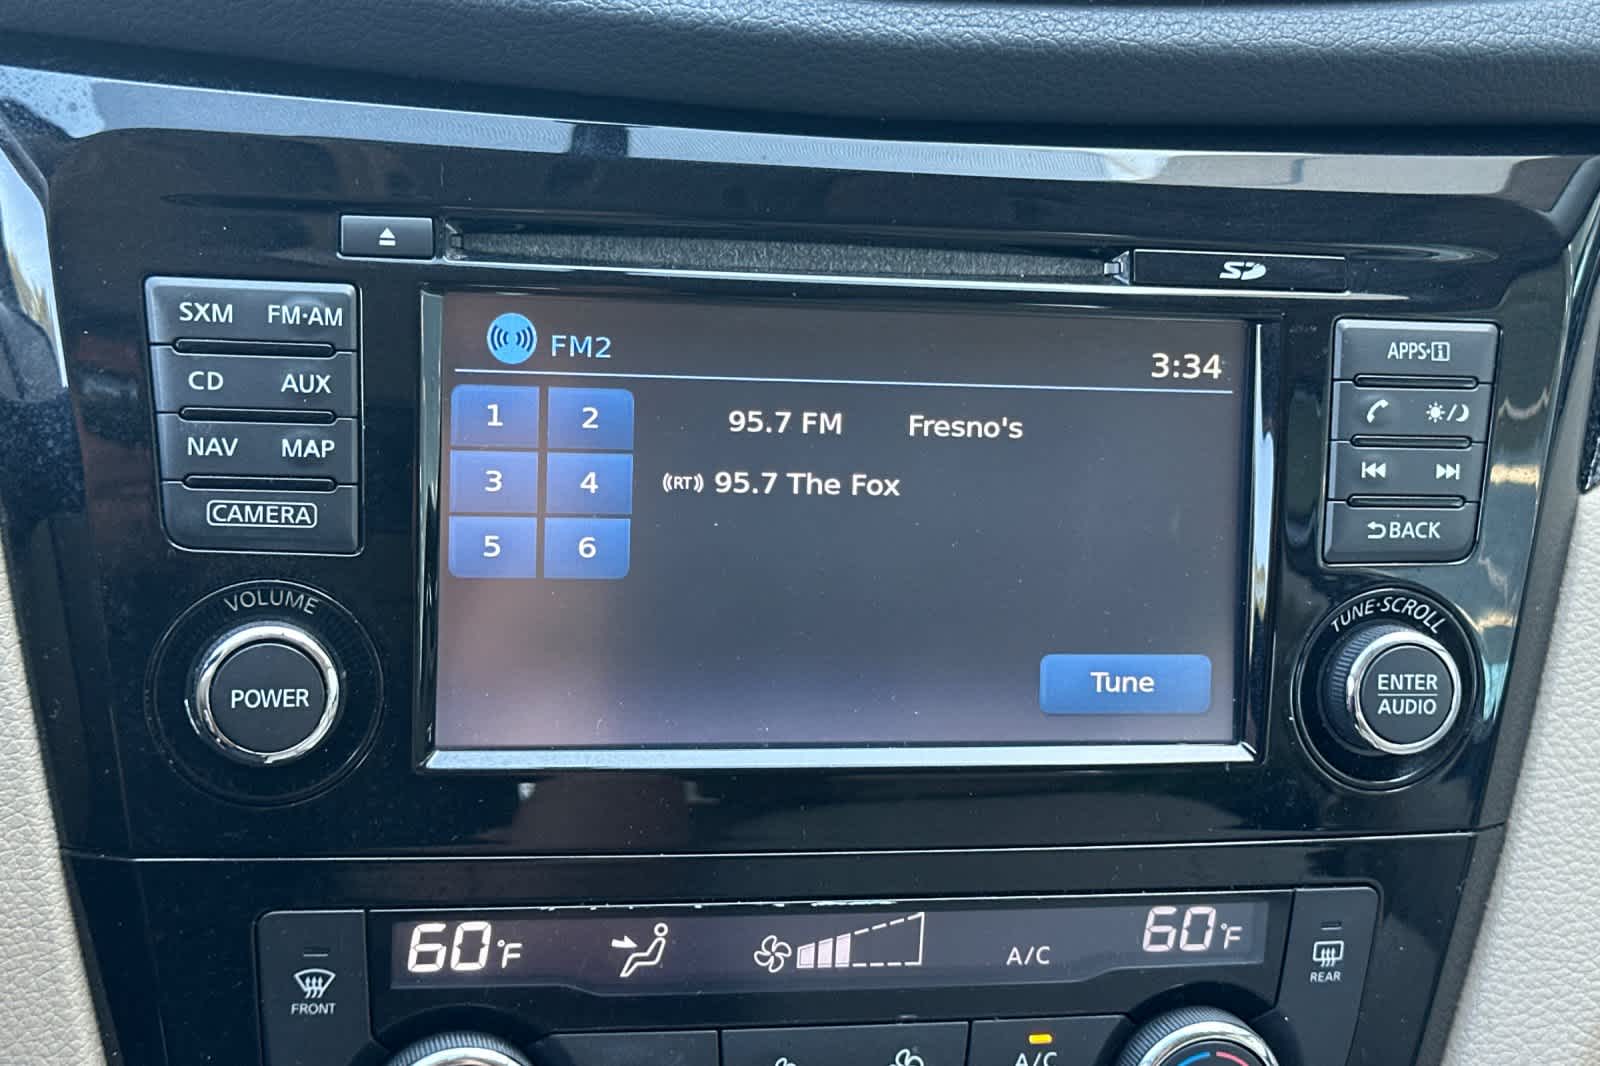 SD
SXM FM·AM
CD AUX
NAV MAP
CAMERA
VOLUME
POWER
FM2
3:34
1 2
3 4
5 6
95.7 FM Fresno's
((RT)) 95.7 The Fox
Tune
APPS·i
BACK
TUNE·SCROLL
ENTER
AUDIO
60°F
A/C
60°F
FRONT
REAR
A/C